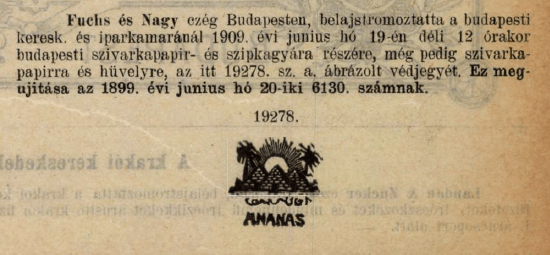 Fuchs és Nagy czég Budapesten, belajstromoztatta a budapesti
keresk. és iparkamaránál 1909. évi junius hó 19-én déli 12 órakor
budapesti szivarkapapir- és szipkagyára részére, még pedig szivarka-
papirra és hüvelyre, az itt 19278. sz. a. ábrázolt védjegyét. Ez meg-
ujitása az 1899. évi junius hó 20-iki 6130. számnak.
19278.
ANANAS